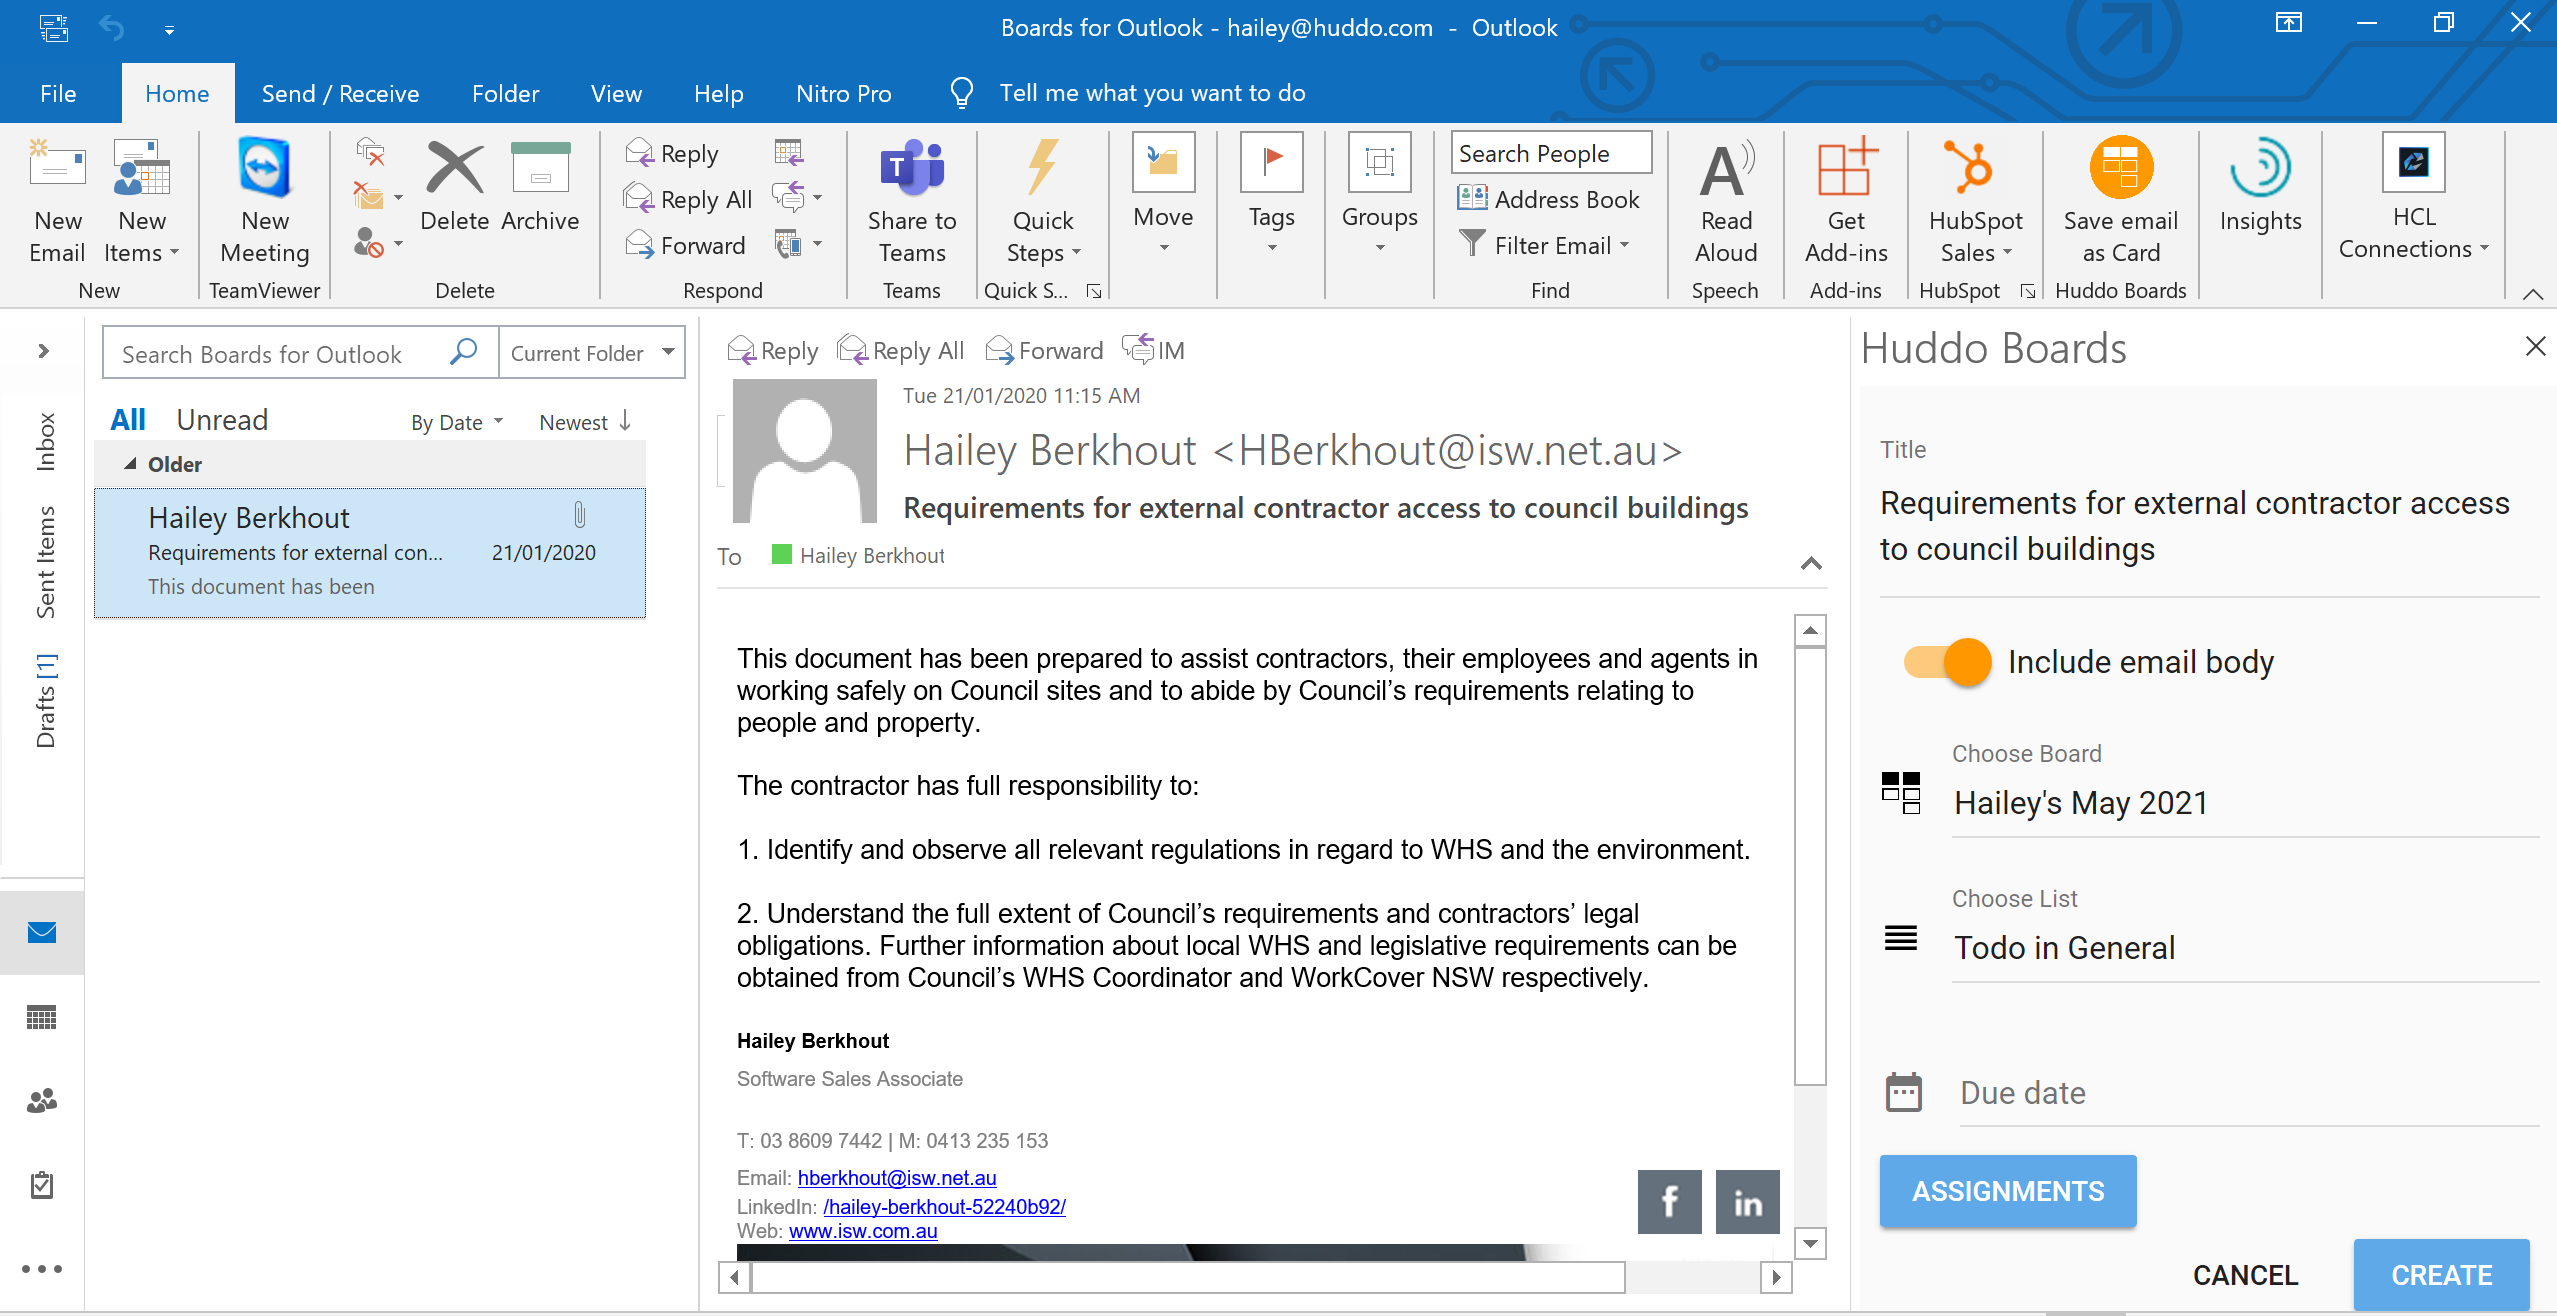 Boards for Outlook - hailey@huddo.com - Outlook
File Home Send / Receive Folder View Help Nitro Pro Tell me what you want to do
New Email
New Items
New
New Meeting
TeamViewer
Delete Archive
Delete
Reply
Reply All
Forward
Respond
T
Share to Teams
Teams
Quick Steps
Quick S...
Move
Tags
Groups
Search People
Address Book
Filter Email
Find
A
Read Aloud
Speech
Get Add-ins
Add-ins
HubSpot Sales
HubSpot
Save email as Card
Huddo Boards
Insights
HCL Connections
Inbox
Sent Items
Drafts [1]
Search Boards for Outlook Current Folder
All Unread By Date Newest ↓
Older
Hailey Berkhout
Requirements for external con... 21/01/2020
This document has been
Reply Reply All Forward IM
Tue 21/01/2020 11:15 AM
Hailey Berkhout <HBerkhout@isw.net.au>
Requirements for external contractor access to council buildings
To Hailey Berkhout
This document has been prepared to assist contractors, their employees and agents in
working safely on Council sites and to abide by Council’s requirements relating to
people and property.
The contractor has full responsibility to:
1. Identify and observe all relevant regulations in regard to WHS and the environment.
2. Understand the full extent of Council’s requirements and contractors’ legal
obligations. Further information about local WHS and legislative requirements can be
obtained from Council’s WHS Coordinator and WorkCover NSW respectively.
Hailey Berkhout
Software Sales Associate
T: 03 8609 7442 | M: 0413 235 153
Email: hberkhout@isw.net.au
LinkedIn: /hailey-berkhout-52240b92/
Web: www.isw.com.au
f in
Huddo Boards
Title
Requirements for external contractor access
to council buildings
Include email body
Choose Board
Hailey's May 2021
Choose List
Todo in General
Due date
ASSIGNMENTS
CANCEL CREATE